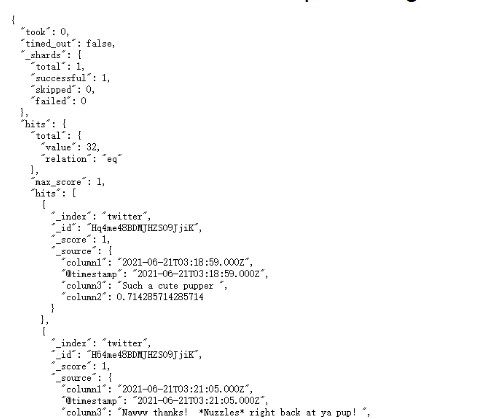 {
"took": 0,
"timed_out": false,
"_shards": {
"total": 1,
"successful": 1,
"skipped": 0,
"failed": 0
},
"hits": {
"total": {
"value": 32,
"relation": "eq"
},
"max_score": 1,
"hits": [
{
"_index": "twitter",
"_id": "Hq4me48BDMJHZSO9JjiK",
"_score": 1,
"_source": {
"column1": "2021-06-21T03:18:59.000Z",
"@timestamp": "2021-06-21T03:18:59.000Z",
"column3": "Such a cute pupper ",
"column2": 0.714285714285714
}
},
{
"_index": "twitter",
"_id": "H64me48BDMJHZSO9JjiK",
"_score": 1,
"_source": {
"column1": "2021-06-21T03:21:05.000Z",
"@timestamp": "2021-06-21T03:21:05.000Z",
"column3": "Nawww thanks!  *Nuzzles* right back at ya pup! ",